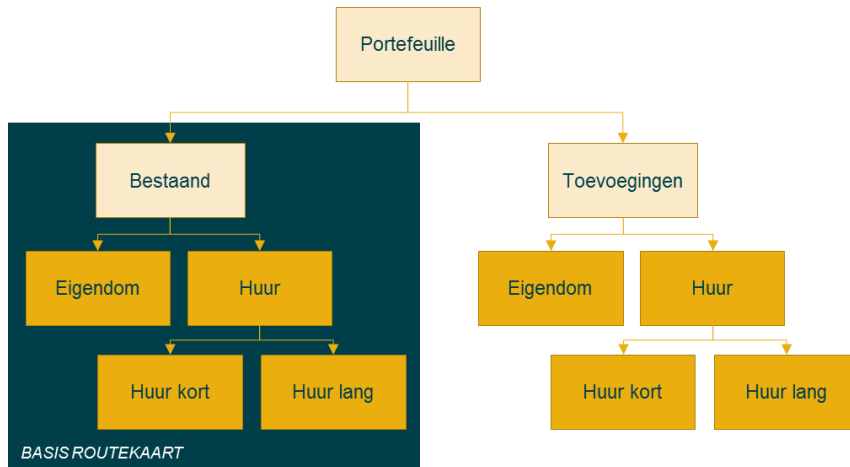 Portefeuille
Bestaand
Toevoegingen
Eigendom
Huur
Eigendom
Huur
Huur kort
Huur lang
Huur kort
Huur lang
BASIS ROUTEKAART